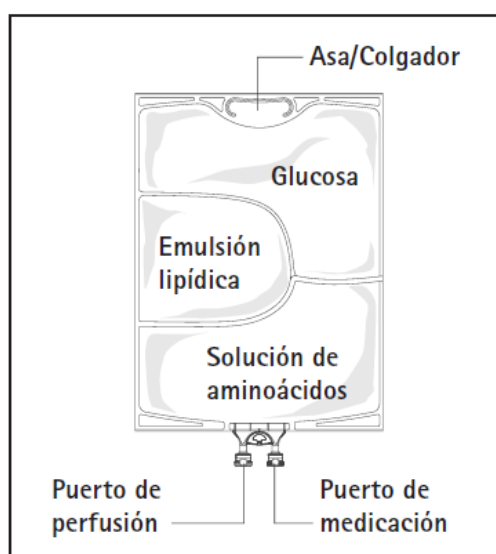 Asa/Colgador
Glucosa
Emulsión
lipídica
Solución de
aminoácidos
Puerto de
perfusión
Puerto de
medicación